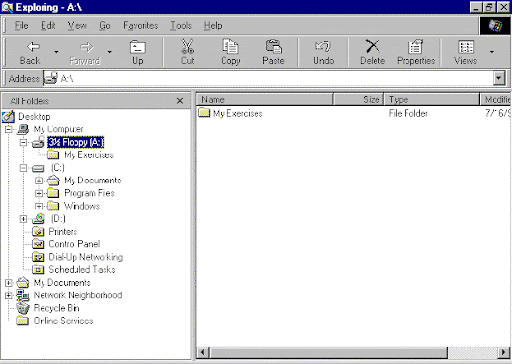 Exploring - A:\
File Edit View Go Favorites Tools Help
Back Forward Up Cut Copy Paste Undo Delete Properties Views
Address A:\
All Folders
Name Size Type Modifie
Desktop
My Exercises File Folder 7/16/9
My Computer
3½ Floppy (A:)
My Exercises
(C:)
My Documents
Program Files
Windows
(D:)
Printers
Control Panel
Dial-Up Networking
Scheduled Tasks
My Documents
Network Neighborhood
Recycle Bin
Online Services